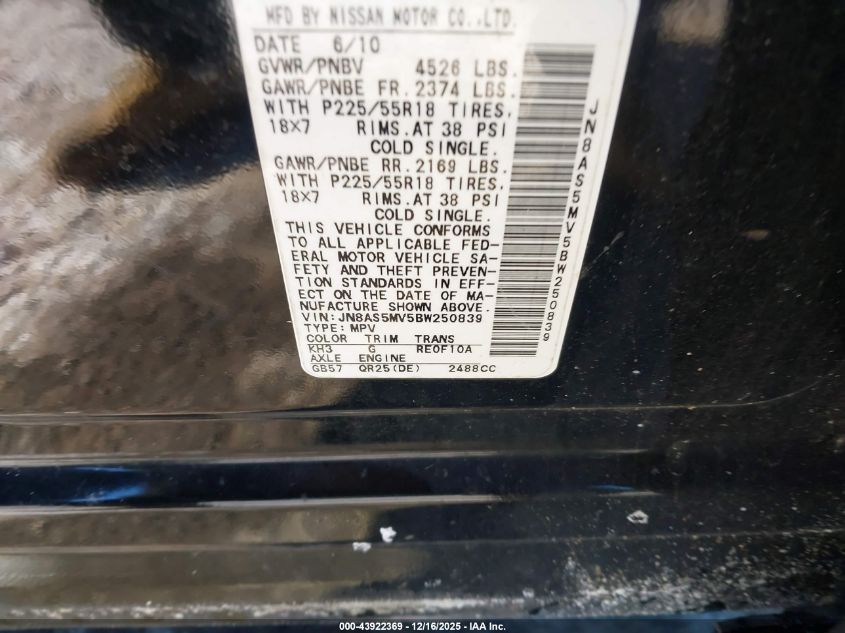 MFD BY NISSAN MOTOR CO.,LTD.
DATE 6/10
GVWR/PNBV 4526 LBS.
GAWR/PNBE FR. 2374 LBS.
WITH P225/55R18 TIRES,
18X7 RIMS.AT 38 PSI
COLD SINGLE.
GAWR/PNBE RR. 2169 LBS.
WITH P225/55R18 TIRES,
18X7 RIMS.AT 38 PSI
COLD SINGLE.
THIS VEHICLE CONFORMS
TO ALL APPLICABLE FED-
ERAL MOTOR VEHICLE SA-
FETY AND THEFT PREVEN-
TION STANDARDS IN EFF-
ECT ON THE DATE OF MA-
NUFACTURE SHOWN ABOVE.
VIN: JN8AS5MV5BW250839
TYPE: MPV
COLOR TRIM TRANS
KH3 G RE0F10A
AXLE ENGINE
GB57 QR25(DE) 2488CC
JN8AS5MV5BW250839
000-43922369 - 12/16/2025 - IAA Inc.